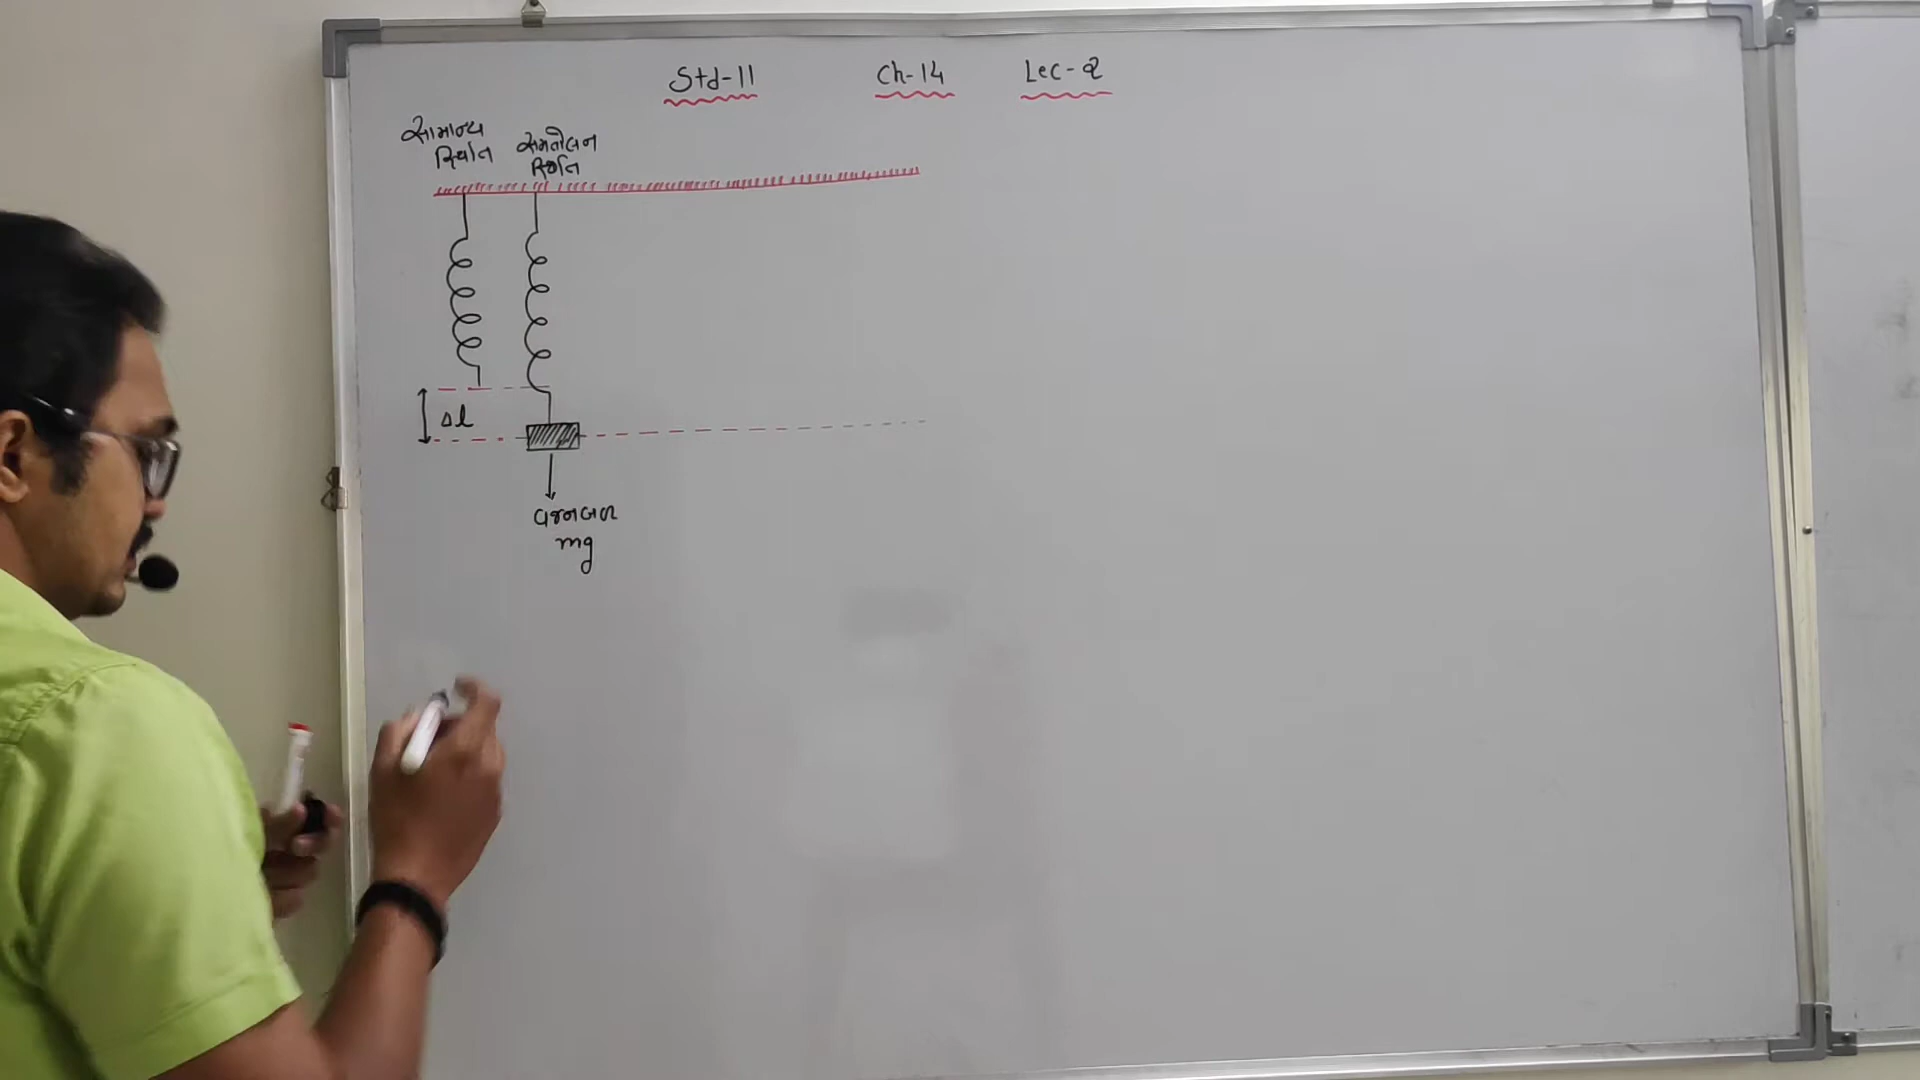 Std-11 Ch-14 Lec-2
સામાન્ય
સ્થિતિ
સમતોલન
સ્થિતિ
Δl
વજનબળ
mg